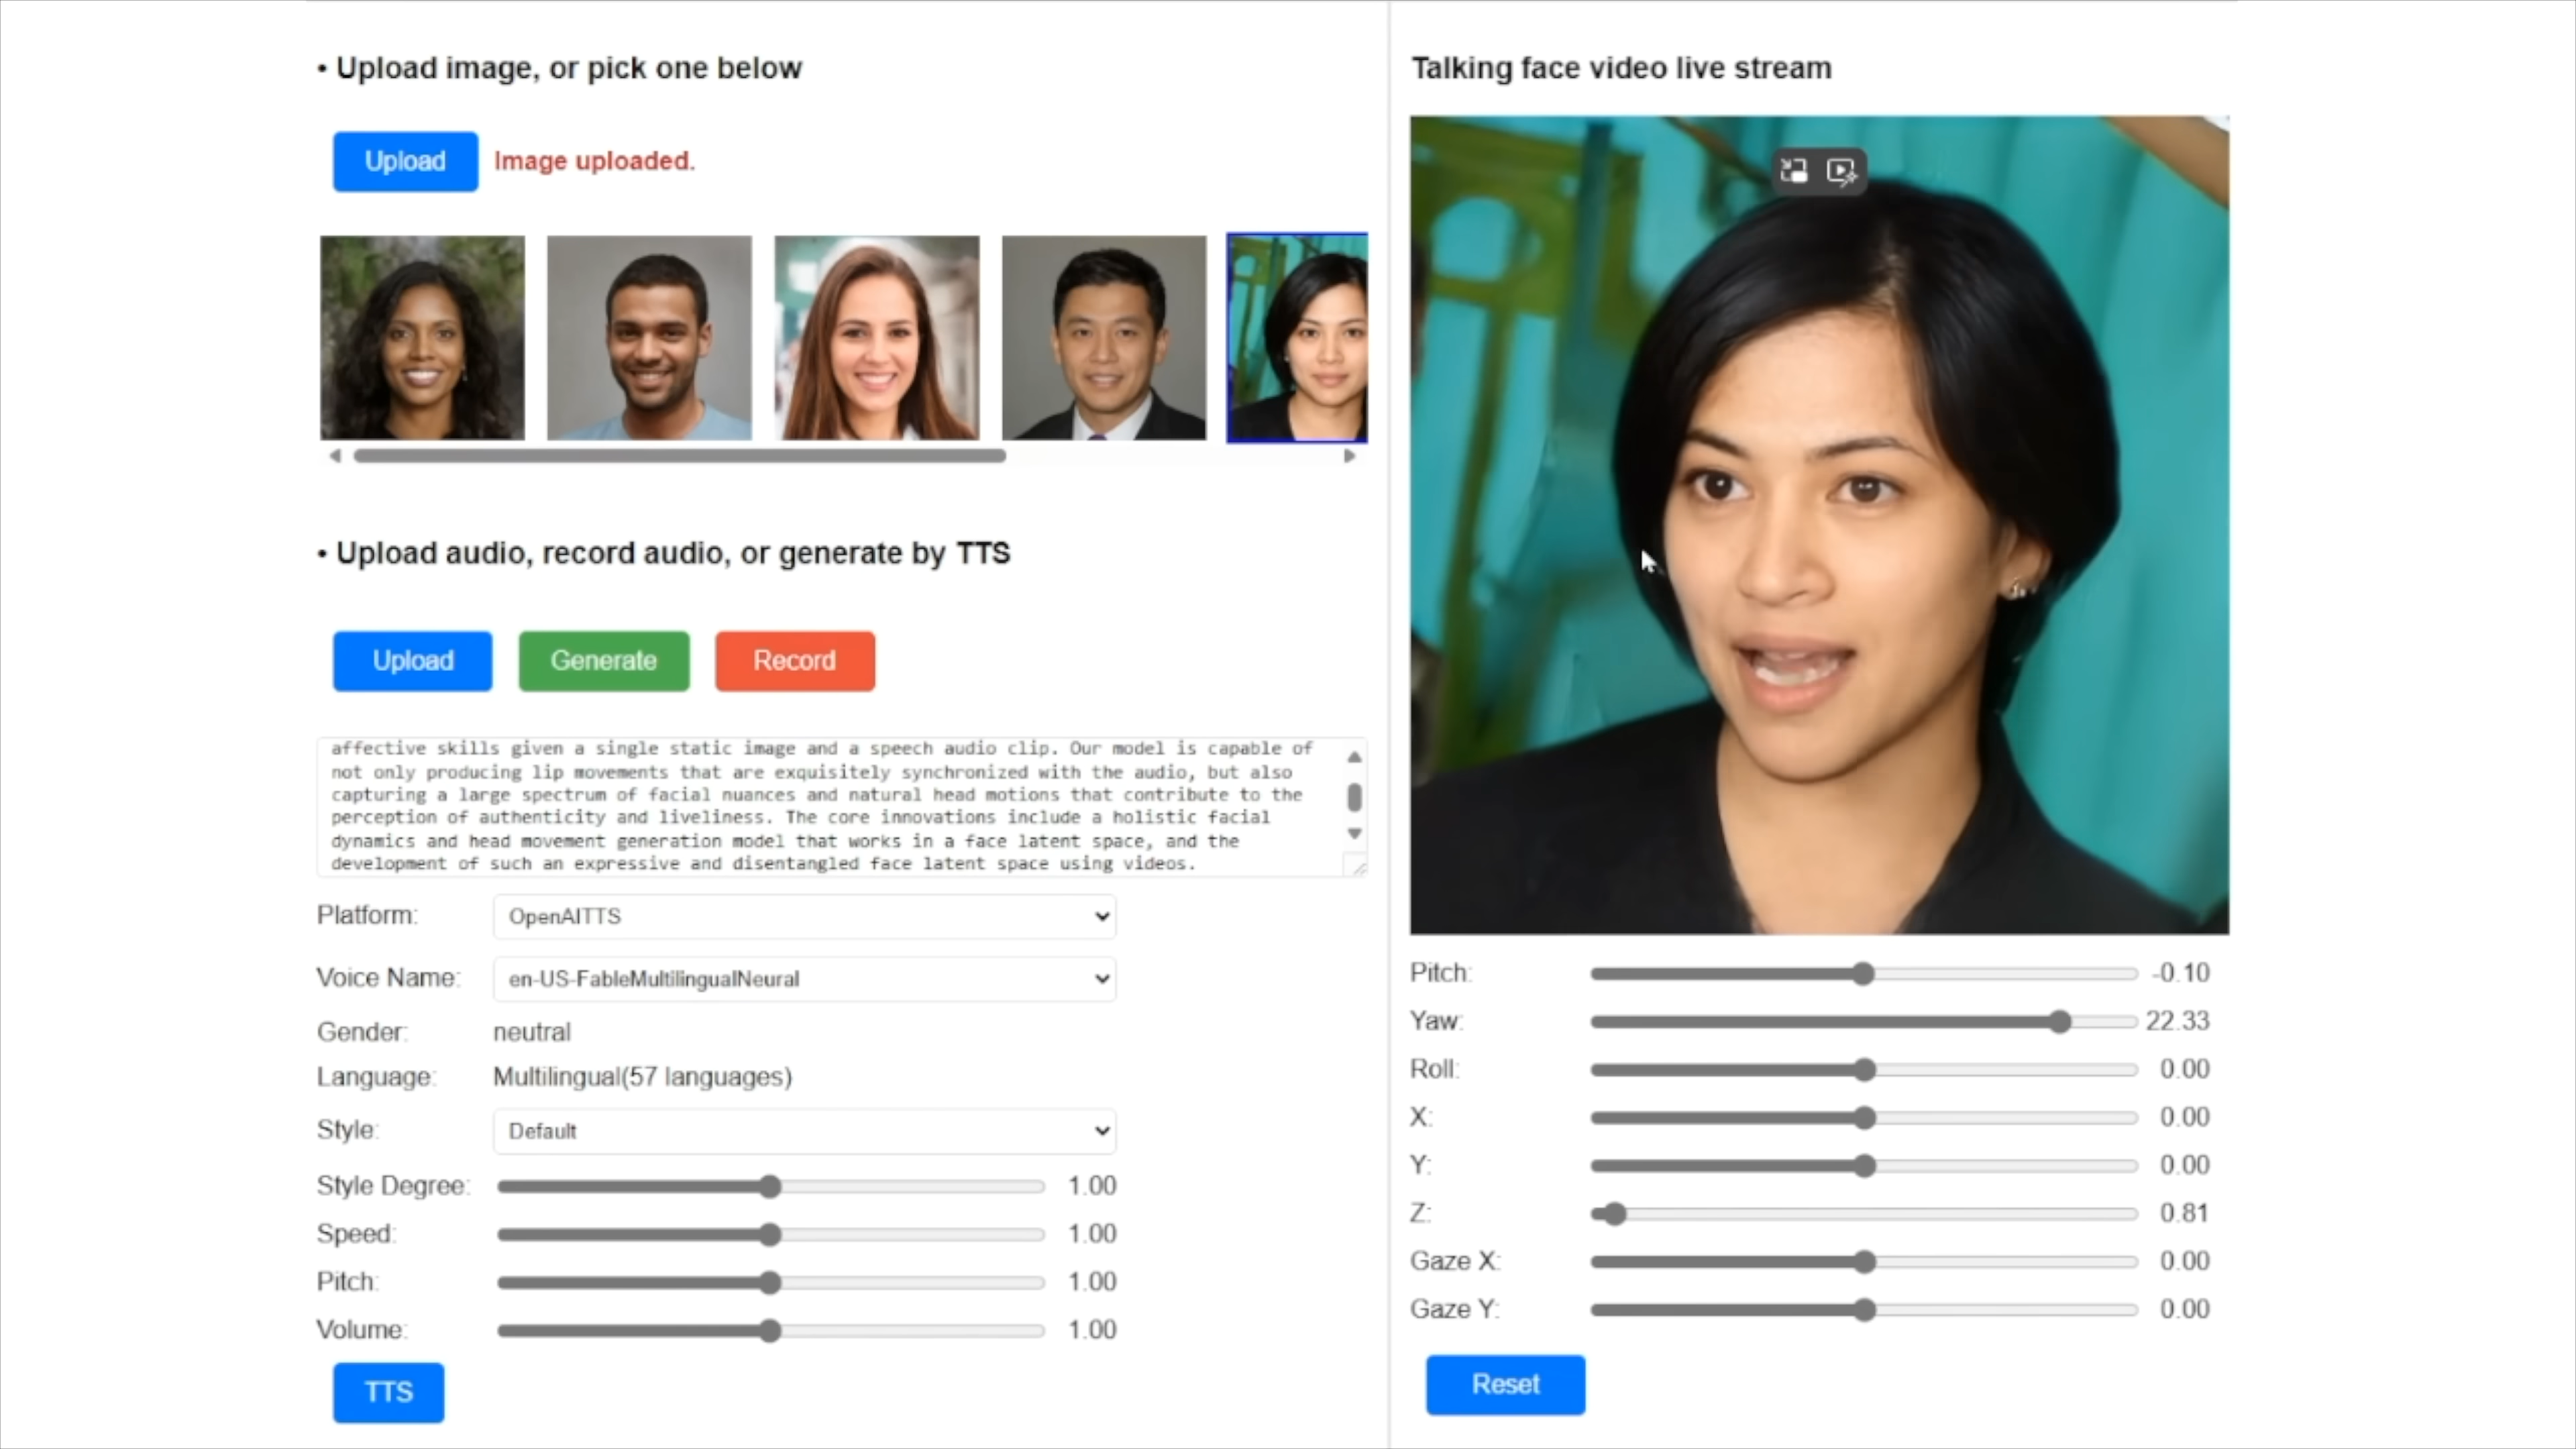 • Upload image, or pick one below
Upload
Image uploaded.
• Upload audio, record audio, or generate by TTS
Upload
Generate
Record
affective skills given a single static image and a speech audio clip. Our model is capable of
not only producing lip movements that are exquisitely synchronized with the audio, but also
capturing a large spectrum of facial nuances and natural head motions that contribute to the
perception of authenticity and liveliness. The core innovations include a holistic facial
dynamics and head movement generation model that works in a face latent space, and the
development of such an expressive and disentangled face latent space using videos.
Platform: OpenAITTS
Voice Name: en-US-FableMultilingualNeural
Gender: neutral
Language: Multilingual(57 languages)
Style: Default
Style Degree: 1.00
Speed: 1.00
Pitch: 1.00
Volume: 1.00
TTS
Talking face video live stream
Pitch: -0.10
Yaw: 22.33
Roll: 0.00
X: 0.00
Y: 0.00
Z: 0.81
Gaze X: 0.00
Gaze Y: 0.00
Reset